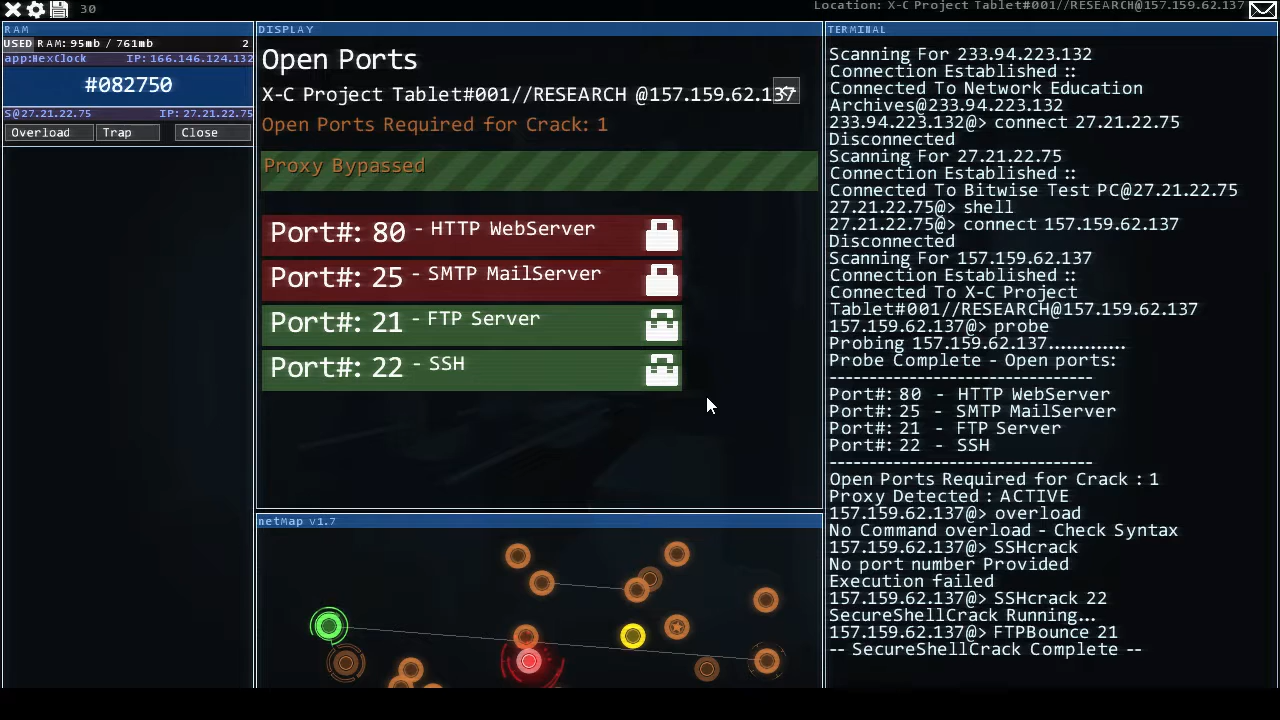 30
Location: X-C Project Tablet#001//RESEARCH@157.159.62.137
RAM
USED RAM: 95mb / 761mb 2
app:HexClock IP: 166.146.124.132
#082750
S@27.21.22.75 IP: 27.21.22.75
Overload Trap Close
DISPLAY
Open Ports
X-C Project Tablet#001//RESEARCH @157.159.62.137
Open Ports Required for Crack: 1
Proxy Bypassed
Port#: 80 - HTTP WebServer
Port#: 25 - SMTP MailServer
Port#: 21 - FTP Server
Port#: 22 - SSH
netMap v1.7
TERMINAL
Scanning For 233.94.223.132
Connection Established ::
Connected To Network Education
Archives@233.94.223.132
233.94.223.132@> connect 27.21.22.75
Disconnected
Scanning For 27.21.22.75
Connection Established ::
Connected To Bitwise Test PC@27.21.22.75
27.21.22.75@> shell
27.21.22.75@> connect 157.159.62.137
Disconnected
Scanning For 157.159.62.137
Connection Established ::
Connected To X-C Project
Tablet#001//RESEARCH@157.159.62.137
157.159.62.137@> probe
Probing 157.159.62.137.............
Probe Complete - Open ports:
------------------------------
Port#: 80 - HTTP WebServer
Port#: 25 - SMTP MailServer
Port#: 21 - FTP Server
Port#: 22 - SSH
------------------------------
Open Ports Required for Crack : 1
Proxy Detected : ACTIVE
157.159.62.137@> overload
No Command overload - Check Syntax
157.159.62.137@> SSHcrack
No port number Provided
Execution failed
157.159.62.137@> SSHcrack 22
SecureShellCrack Running...
157.159.62.137@> FTPBounce 21
-- SecureShellCrack Complete --